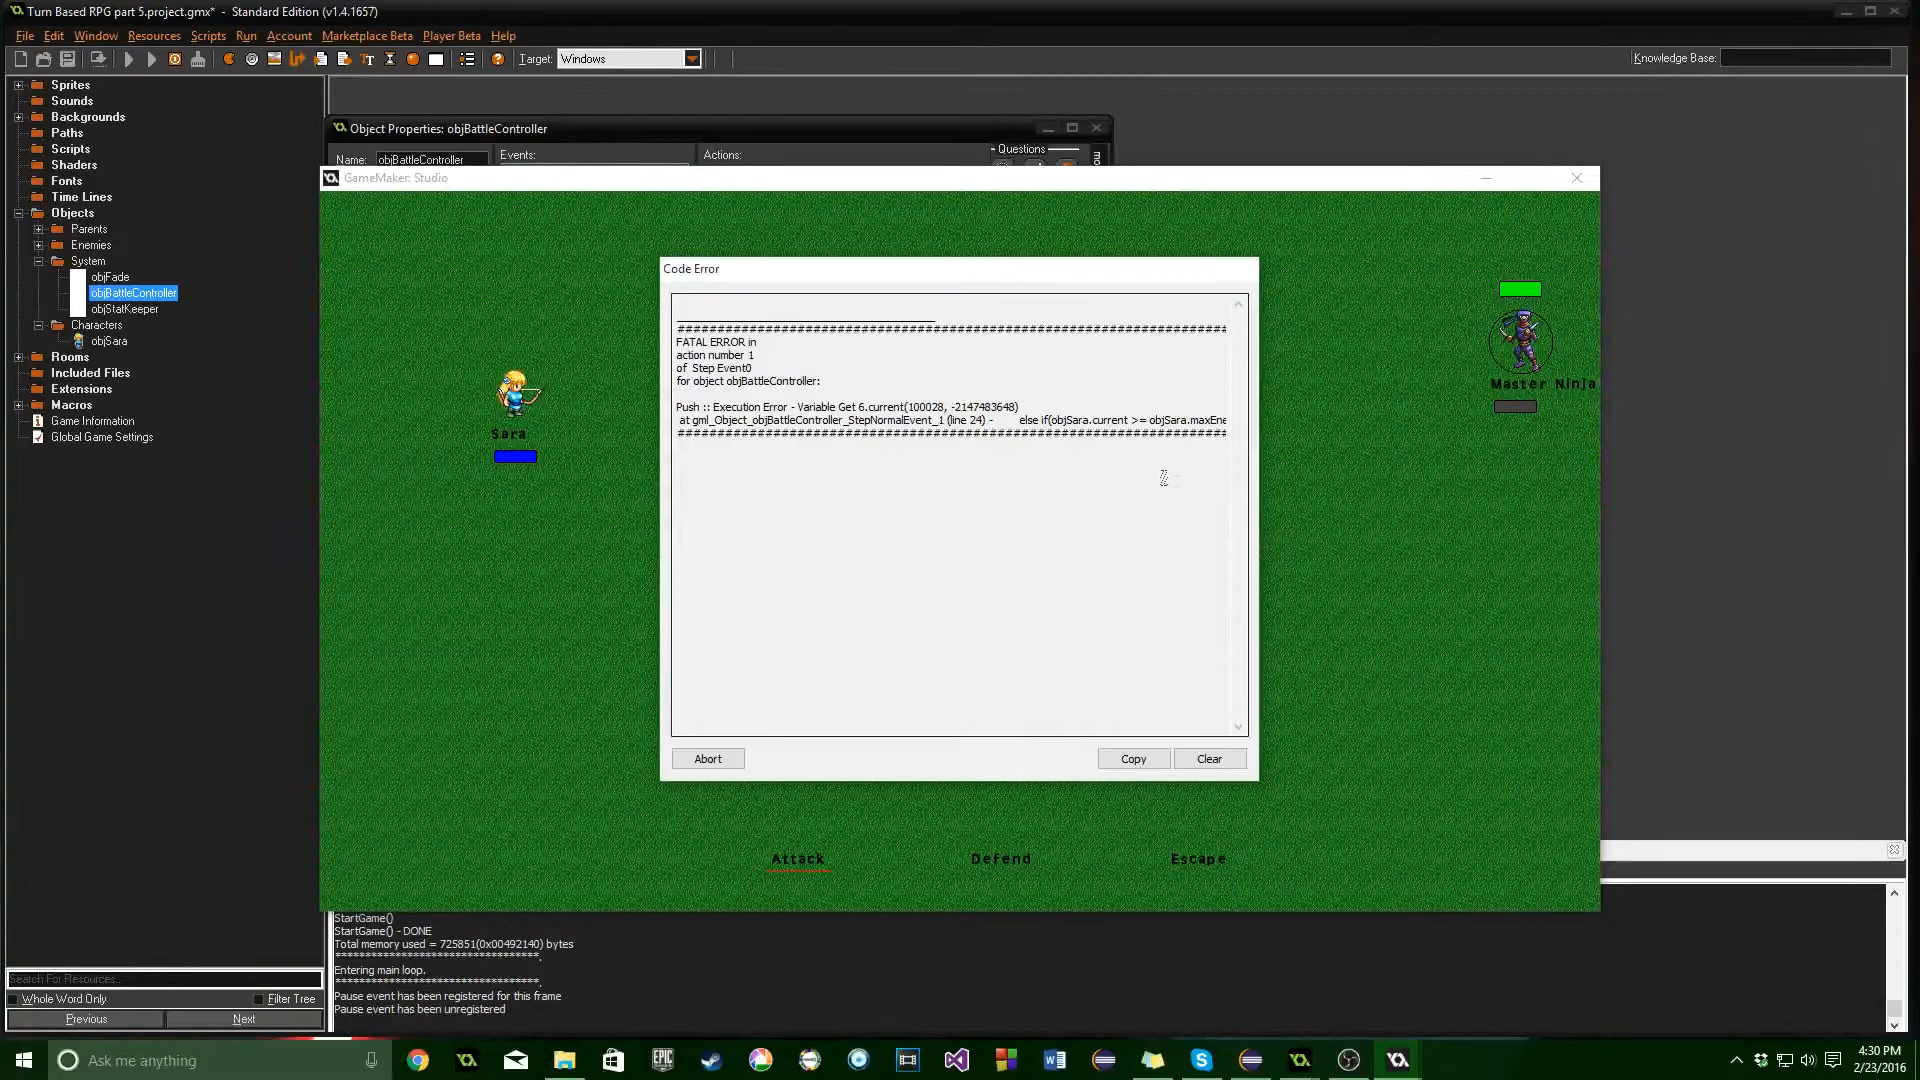 Turn Based RPG part 5.project.gmx* - Standard Edition (v1.4.1657)
File Edit Window Resources Scripts Run Account Marketplace Beta Player Beta Help
Target: Windows
Knowledge Base:
Sprites
Sounds
Backgrounds
Paths
Scripts
Shaders
Fonts
Time Lines
Objects
Parents
Enemies
System
objFade
objBattleController
objStatKeeper
Characters
objSara
Rooms
Included Files
Extensions
Macros
Game Information
Global Game Settings
Search For Resources..
Whole Word Only Filter Tree
Previous Next
Object Properties: objBattleController
Name: objBattleController Events: Actions: Questions
GameMaker: Studio
Code Error
FATAL ERROR in
action number 1
of Step Event0
for object objBattleController:
Push :: Execution Error - Variable Get 6.current(100028, -2147483648)
at gml_Object_objBattleController_StepNormalEvent_1 (line 24) - else if(objSara.current >= objSara.maxEne
Abort Copy Clear
Sara
Master Ninja
Attack Defend Escape
StartGame()
StartGame() - DONE
Total memory used = 725851(0x00492140) bytes
**********************************.
Entering main loop.
**********************************.
Pause event has been registered for this frame
Pause event has been unregistered
Ask me anything
EPIC
4:30 PM
2/23/2016